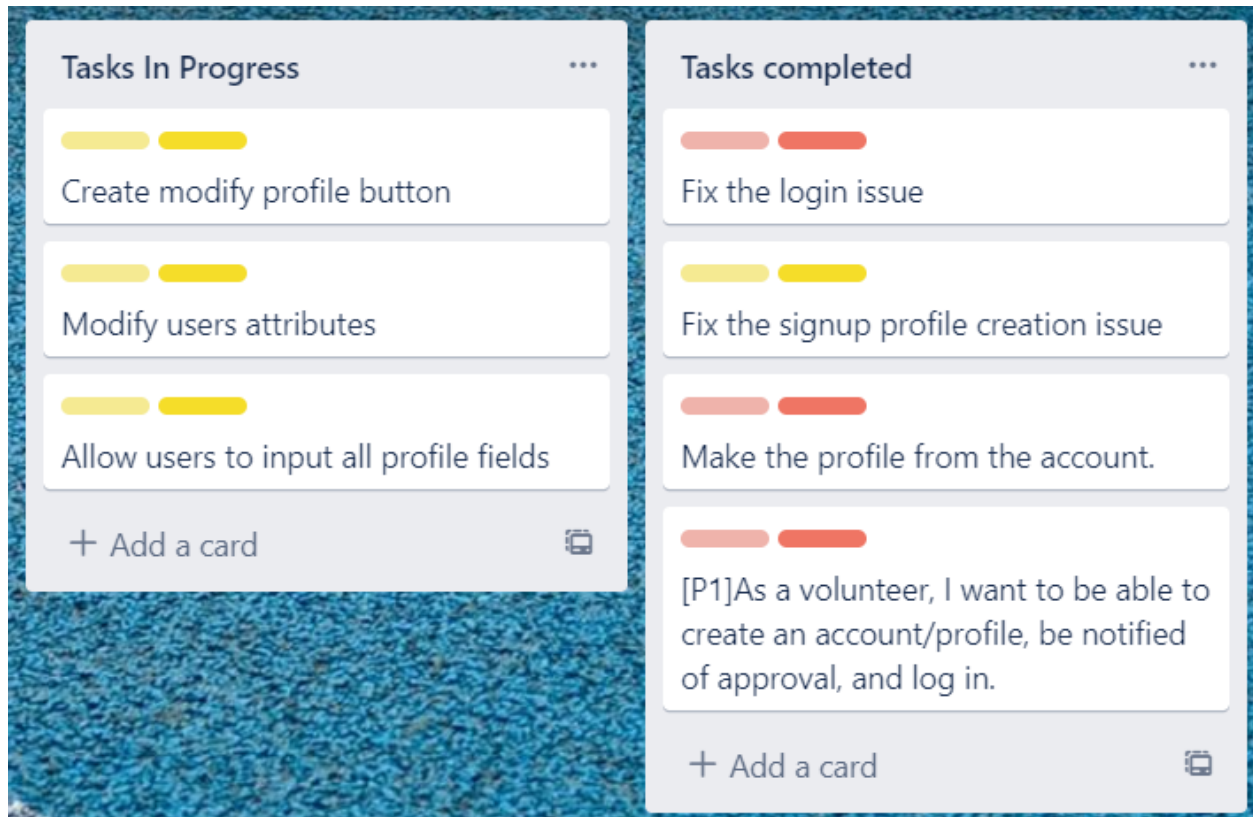 Tasks In Progress
Create modify profile button
Modify users attributes
Allow users to input all profile fields
+ Add a card
Tasks completed
Fix the login issue
Fix the signup profile creation issue
Make the profile from the account.
[P1]As a volunteer, I want to be able to
create an account/profile, be notified
of approval, and log in.
+ Add a card